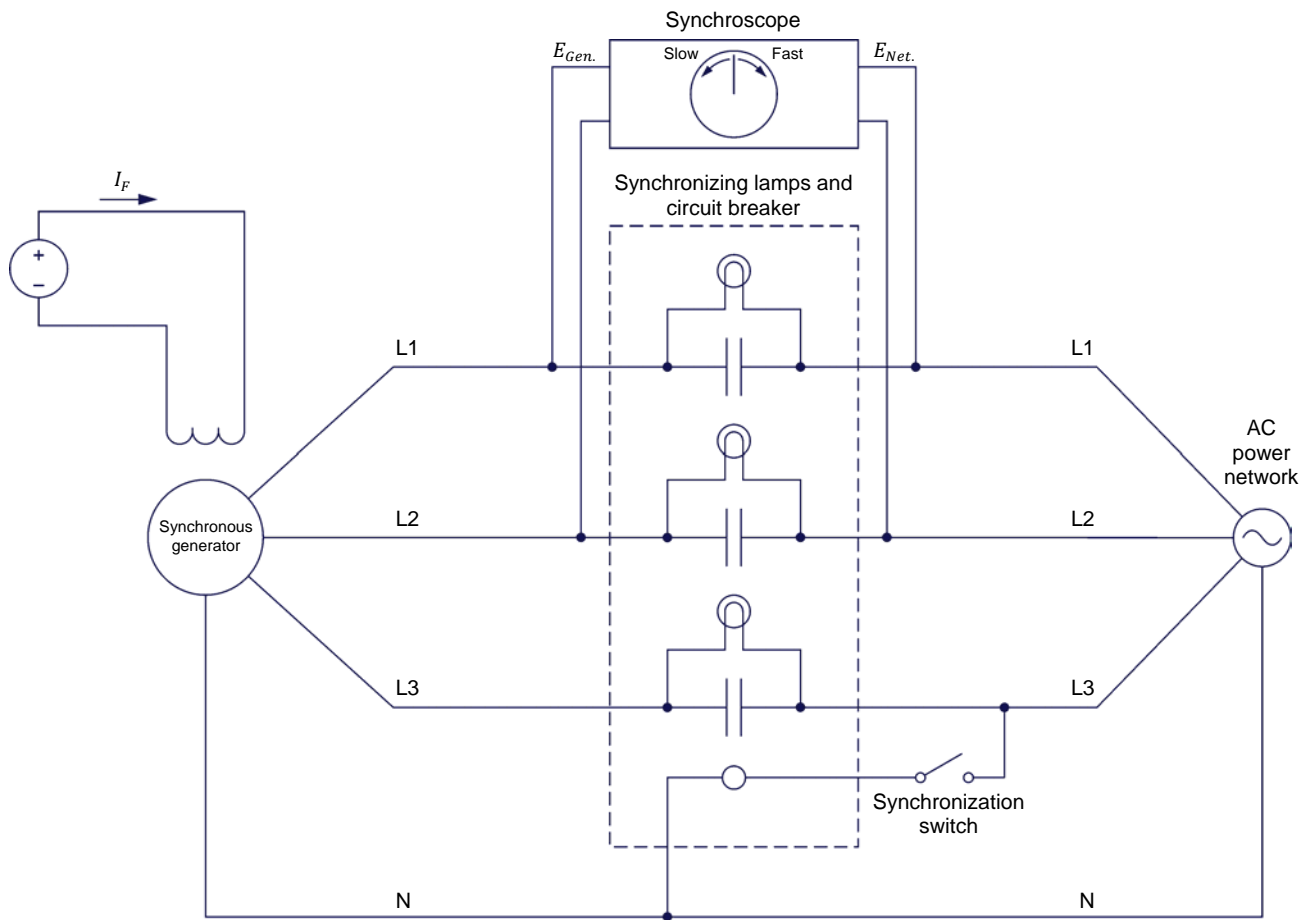 Synchroscope
E_Gen.
Slow
Fast
E_Net.
Synchronizing lamps and
circuit breaker
I_F
+
–
L1
L1
AC
power
network
Synchronous
generator
L2
L2
L3
L3
Synchronization
switch
N
N